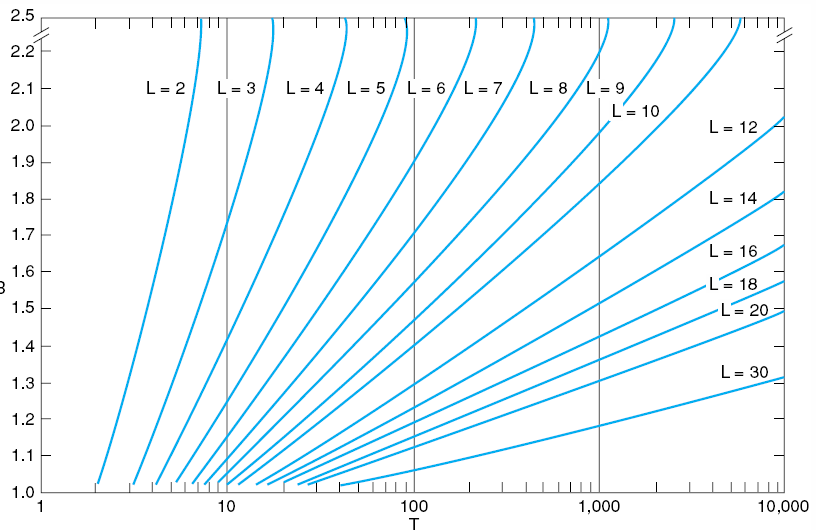 2.5
2.2
2.1
L = 2 L = 3 L = 4 L = 5 L = 6 L = 7 L = 8 L = 9
L = 10
2.0
L = 12
1.9
1.8
L = 14
1.7
L = 16
1.6
L = 18
1.5
L = 20
1.4
L = 30
1.3
1.2
1.1
1.0
1 10 100 1,000 10,000
T